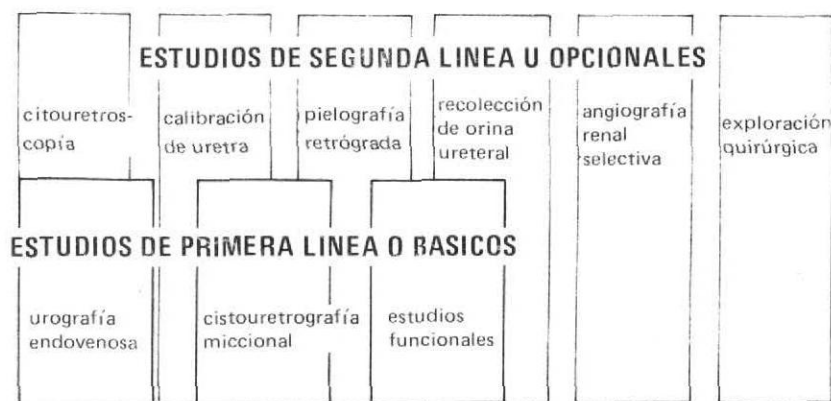 ESTUDIOS DE SEGUNDA LINEA U OPCIONALES
citouretros-
copía
calibración
de uretra
pielografía
retrógrada
recolección
de orina
ureteral
angiografía
renal
selectiva
exploración
quirúrgica
ESTUDIOS DE PRIMERA LINEA O BASICOS
urografía
endovenosa
cistouretrografía
miccional
estudios
funcionales